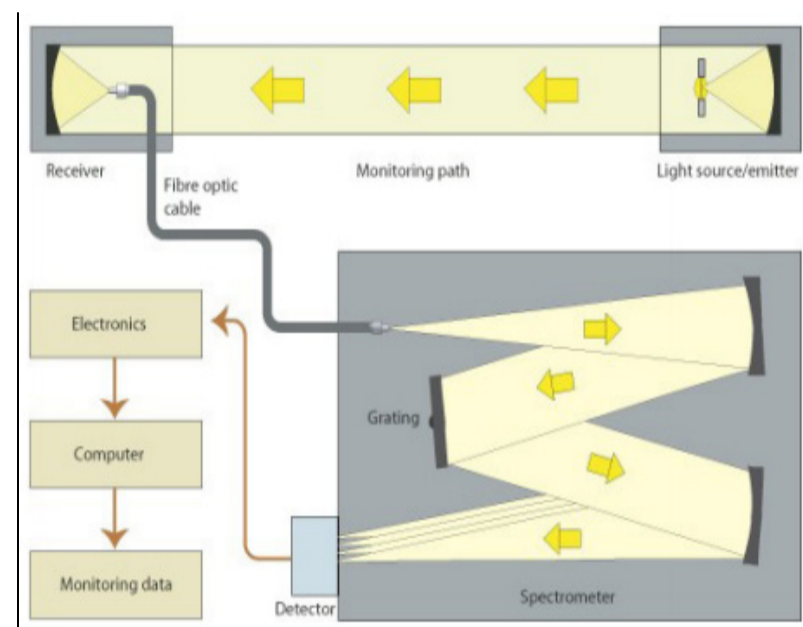 Receiver
Monitoring path
Light source/emitter
Fibre optic
cable
Electronics
Grating
Computer
Monitoring data
Detector
Spectrometer